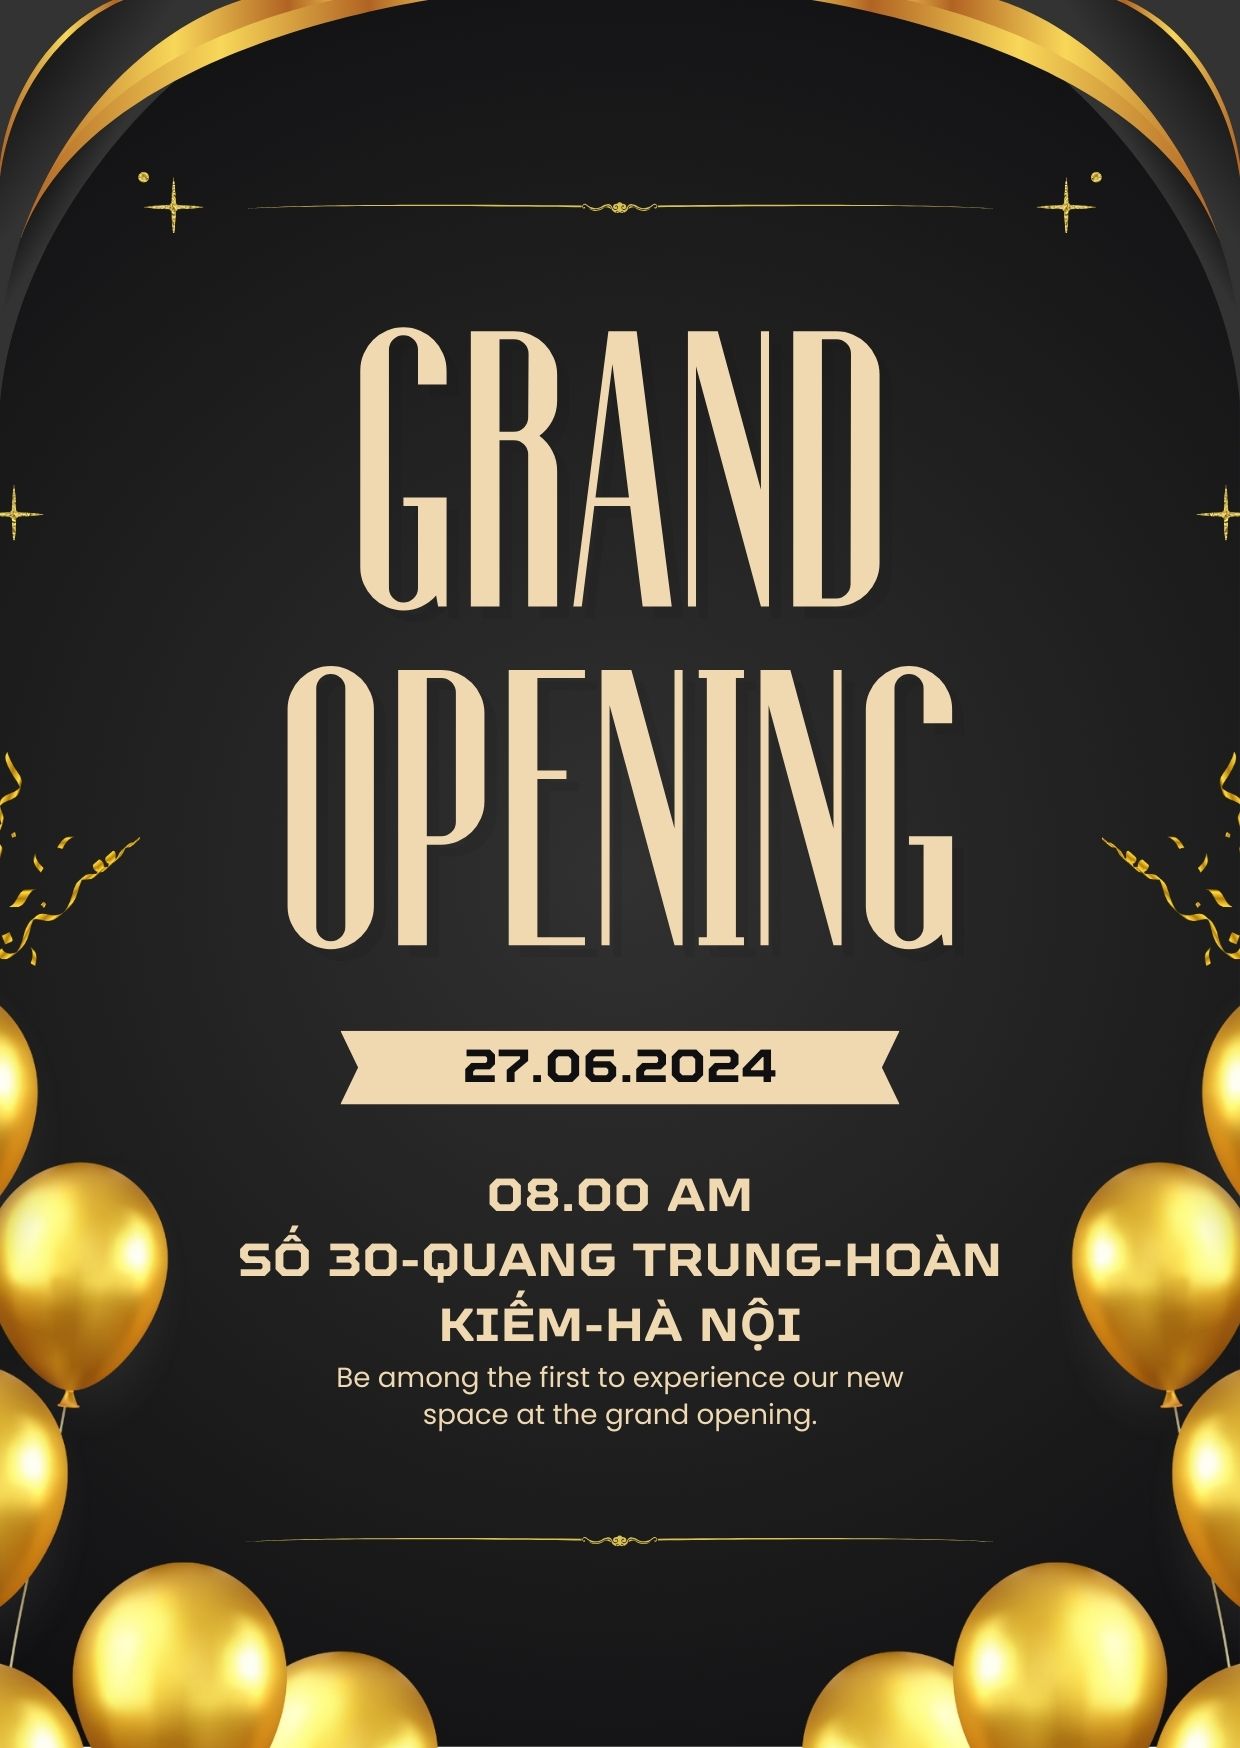 GRAND
OPENING
27.06.2024
08.00 AM
SỐ 30-QUANG TRUNG-HOÀN
KIẾM-HÀ NỘI
Be among the first to experience our new
space at the grand opening.